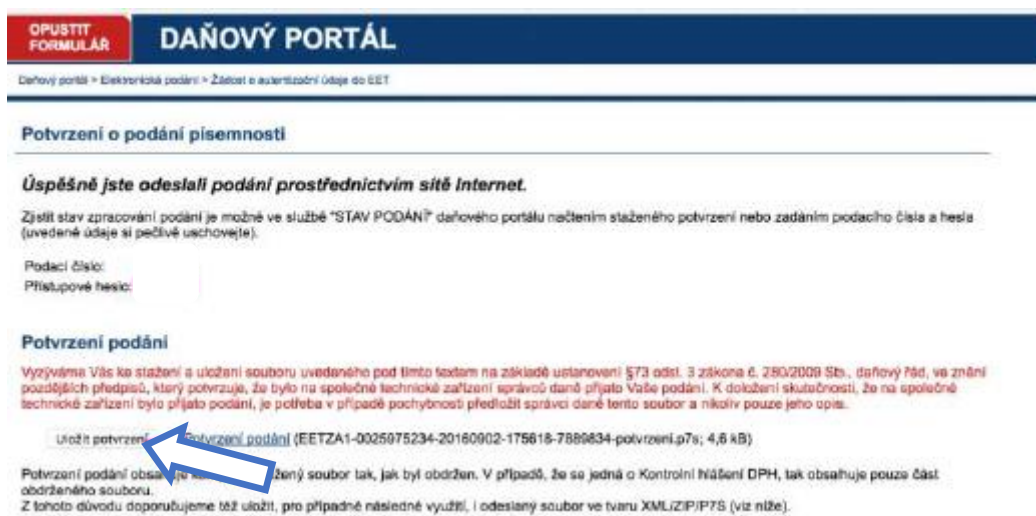 OPUSTIT
FORMULÁŘ
DAŇOVÝ PORTÁL
Daňový portál > Elektronická podání > Žádost o autentizační údaje do EET
Potvrzení o podání písemnosti
Úspěšně jste odeslali podání prostřednictvím sítě Internet.
Zjistit stav zpracování podání je možné ve službě "STAV PODÁNÍ" daňového portálu načtením staženého potvrzení nebo zadáním podacího čísla a hesla
(uvedené údaje si pečlivě uschovejte).
Podací číslo:
Přístupové heslo:
Potvrzení podání
Vyzýváme Vás ke stažení a uložení souboru uvedeného pod tímto textem na základě ustanovení §73 odst. 3 zákona č. 280/2009 Sb., daňový řád, ve znění
pozdějších předpisů, který potvrzuje, že bylo na společné technické zařízení správců daně přijato Vaše podání. K doložení skutečnosti, že na společné
technické zařízení bylo přijato podání, je potřeba v případě pochybností předložit správci daně tento soubor a nikoliv pouze jeho opis.
Uložit potvrzení Potvrzení podání (EETZA1-0025975234-20160902-175618-7889834-potvrzeni.p7s; 4,6 kB)
Potvrzení podání obsahuje soubor tak, jak byl obdržen. V případě, že se jedná o Kontrolní hlášení DPH, tak obsahuje pouze část
obdrženého souboru.
Z tohoto důvodu doporučujeme též uložit, pro případné následné využití, i odeslaný soubor ve tvaru XML/ZIP/P7S (viz níže).